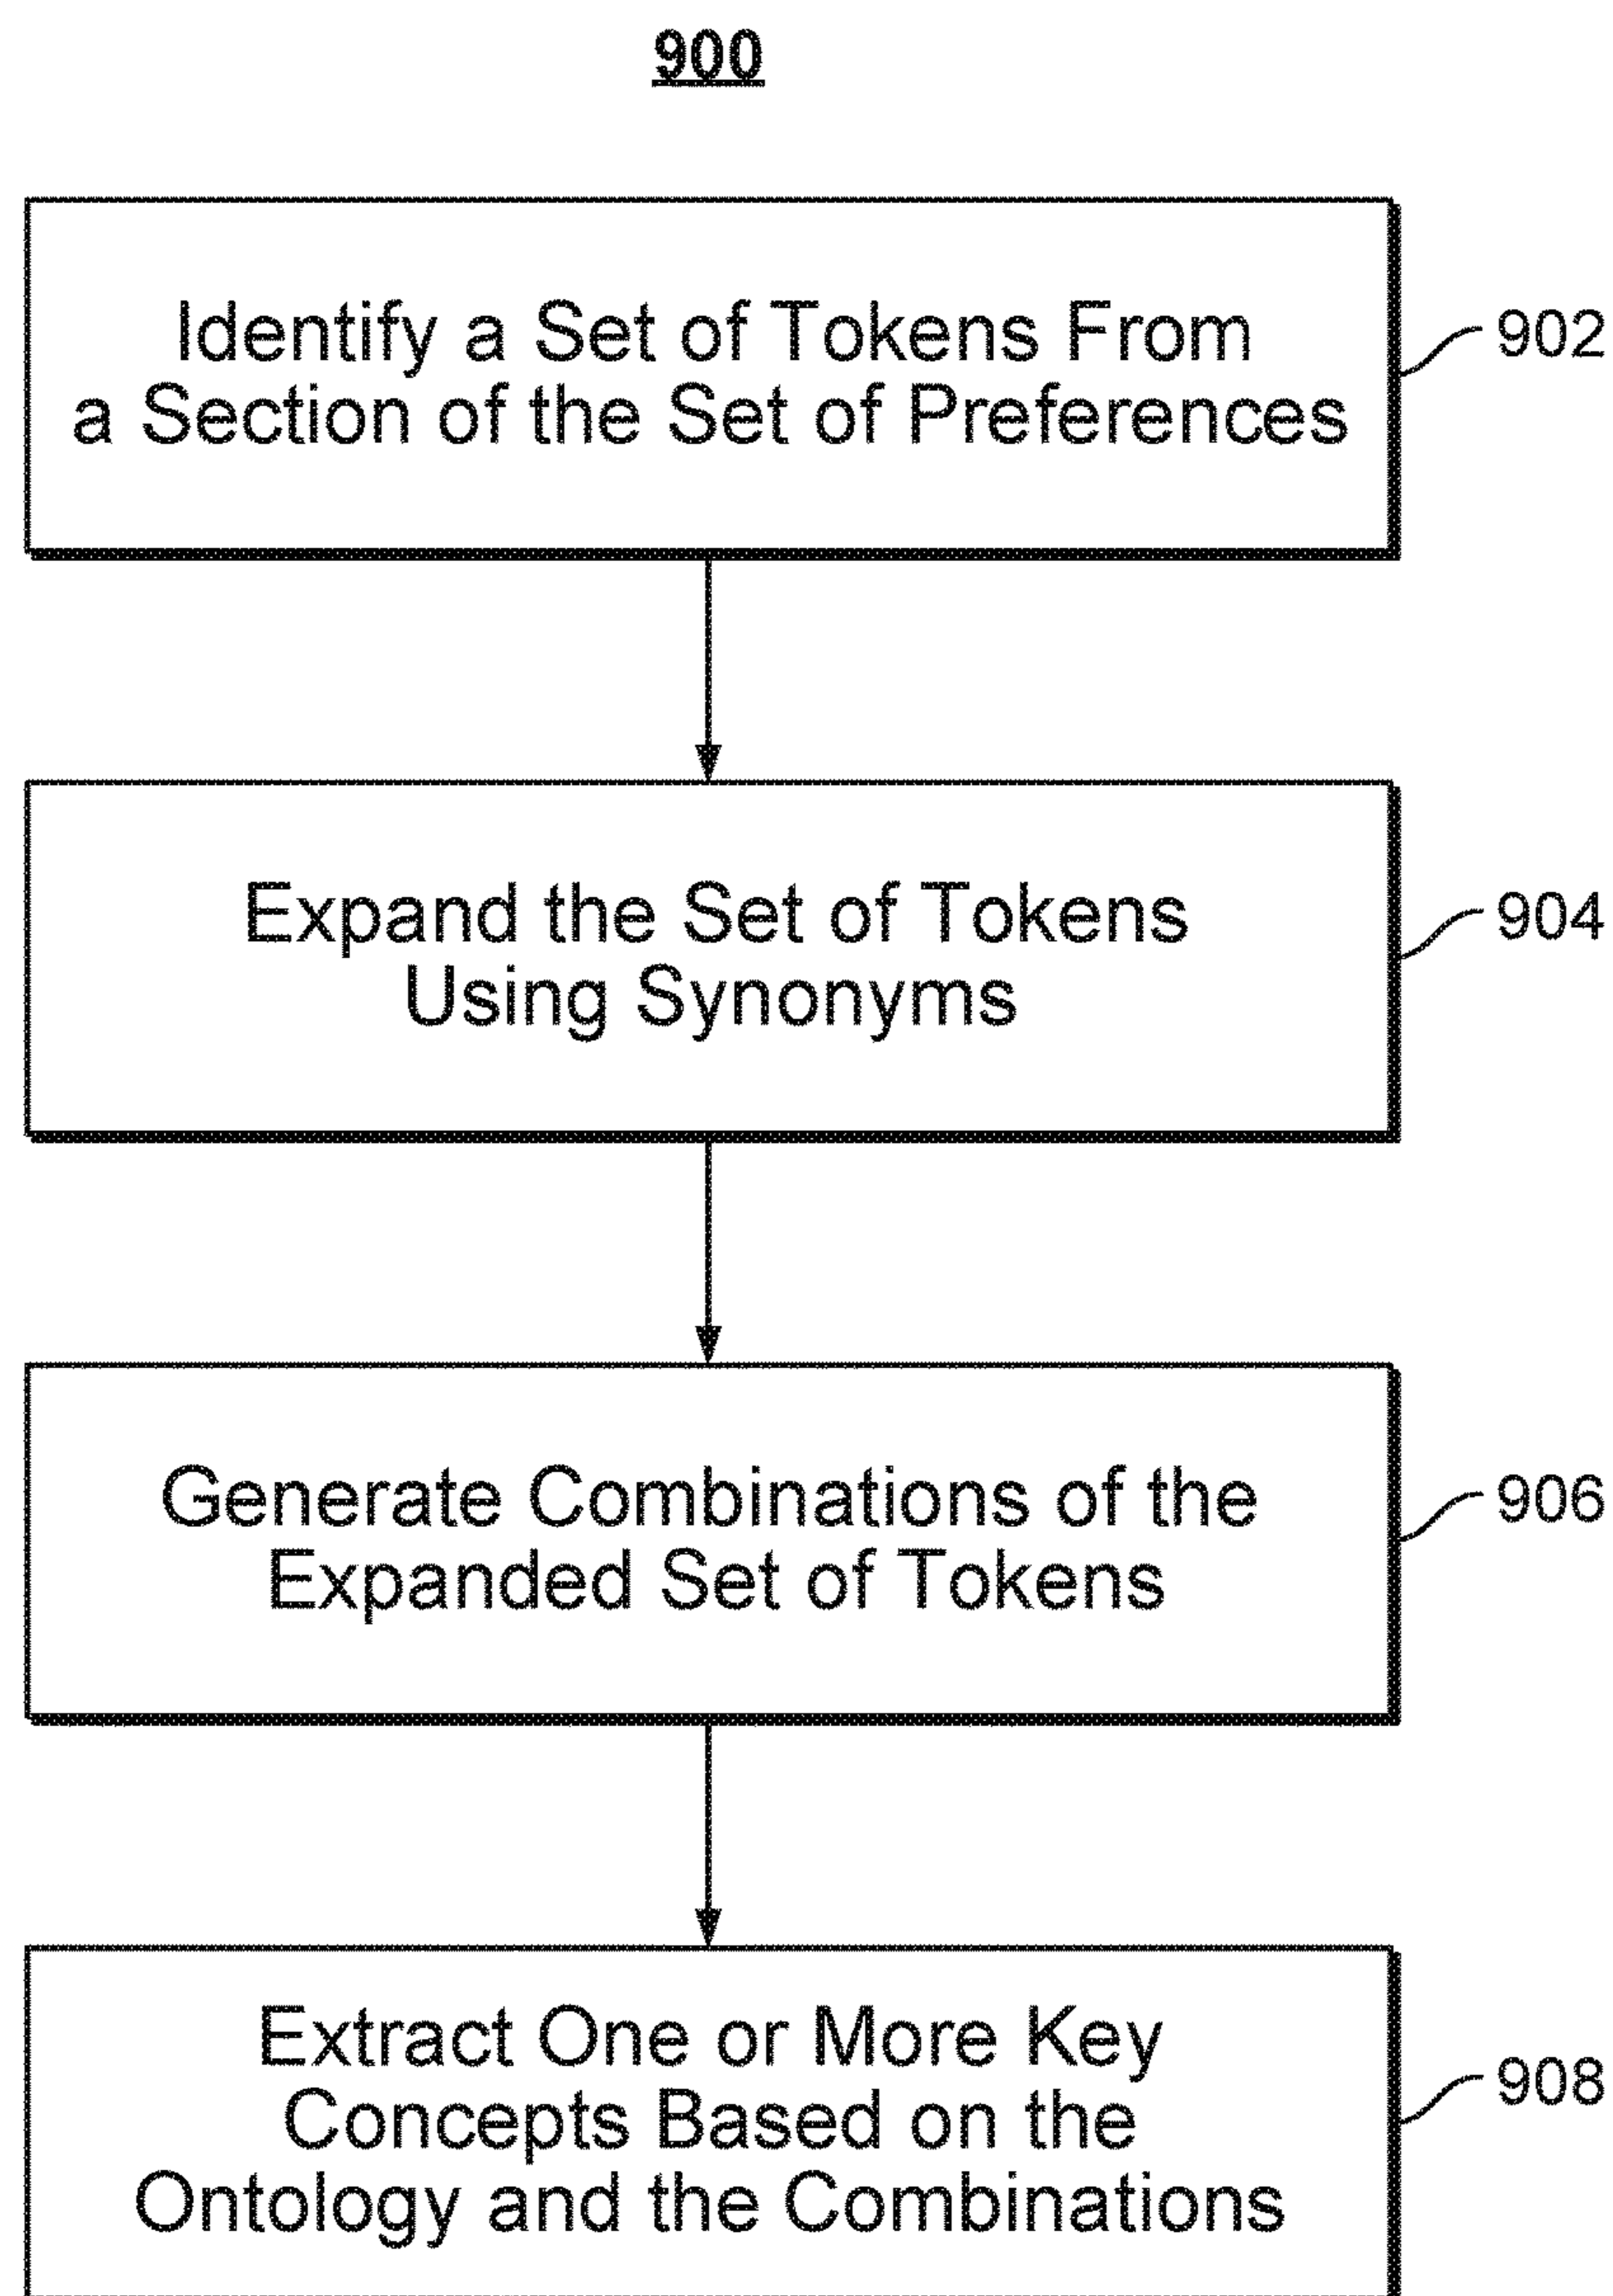 900
Identify a Set of Tokens From
a Section of the Set of Preferences
902
Expand the Set of Tokens
Using Synonyms
904
Generate Combinations of the
Expanded Set of Tokens
906
Extract One or More Key
Concepts Based on the
Ontology and the Combinations
908